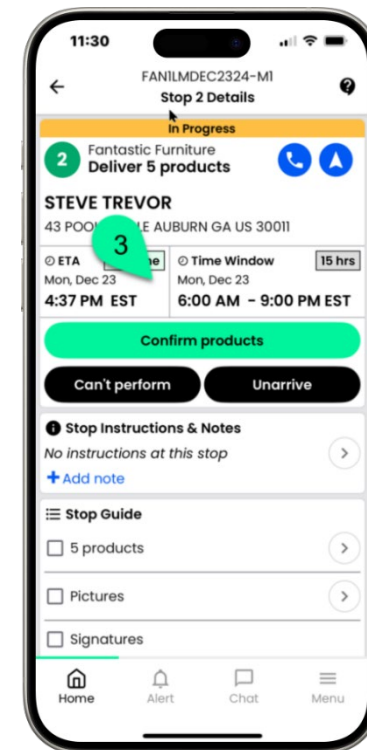 11:30
FAN1LMDEC2324-M1
Stop 2 Details
In Progress
2
Fantastic Furniture
Deliver 5 products
STEVE TREVOR
43 AUBURN GA US 30011
3
ETA
Time Window
15 hrs
Mon, Dec 23
Mon, Dec 23
4:37 PM EST
6:00 AM - 9:00 PM EST
Confirm products
Can't perform
Unarrive
Stop Instructions & Notes
No instructions at this stop
+Add note
Stop Guide
5 products
Pictures
Signatures
Home
Alert
Chat
Menu